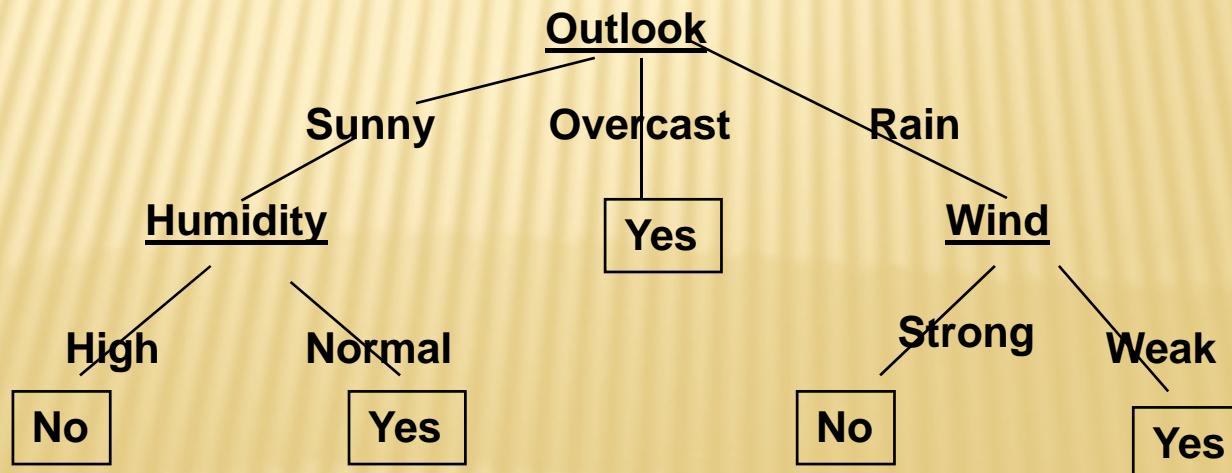 Outlook
Sunny Overcast Rain
Humidity Yes Wind
High Normal Strong Weak
No Yes No Yes